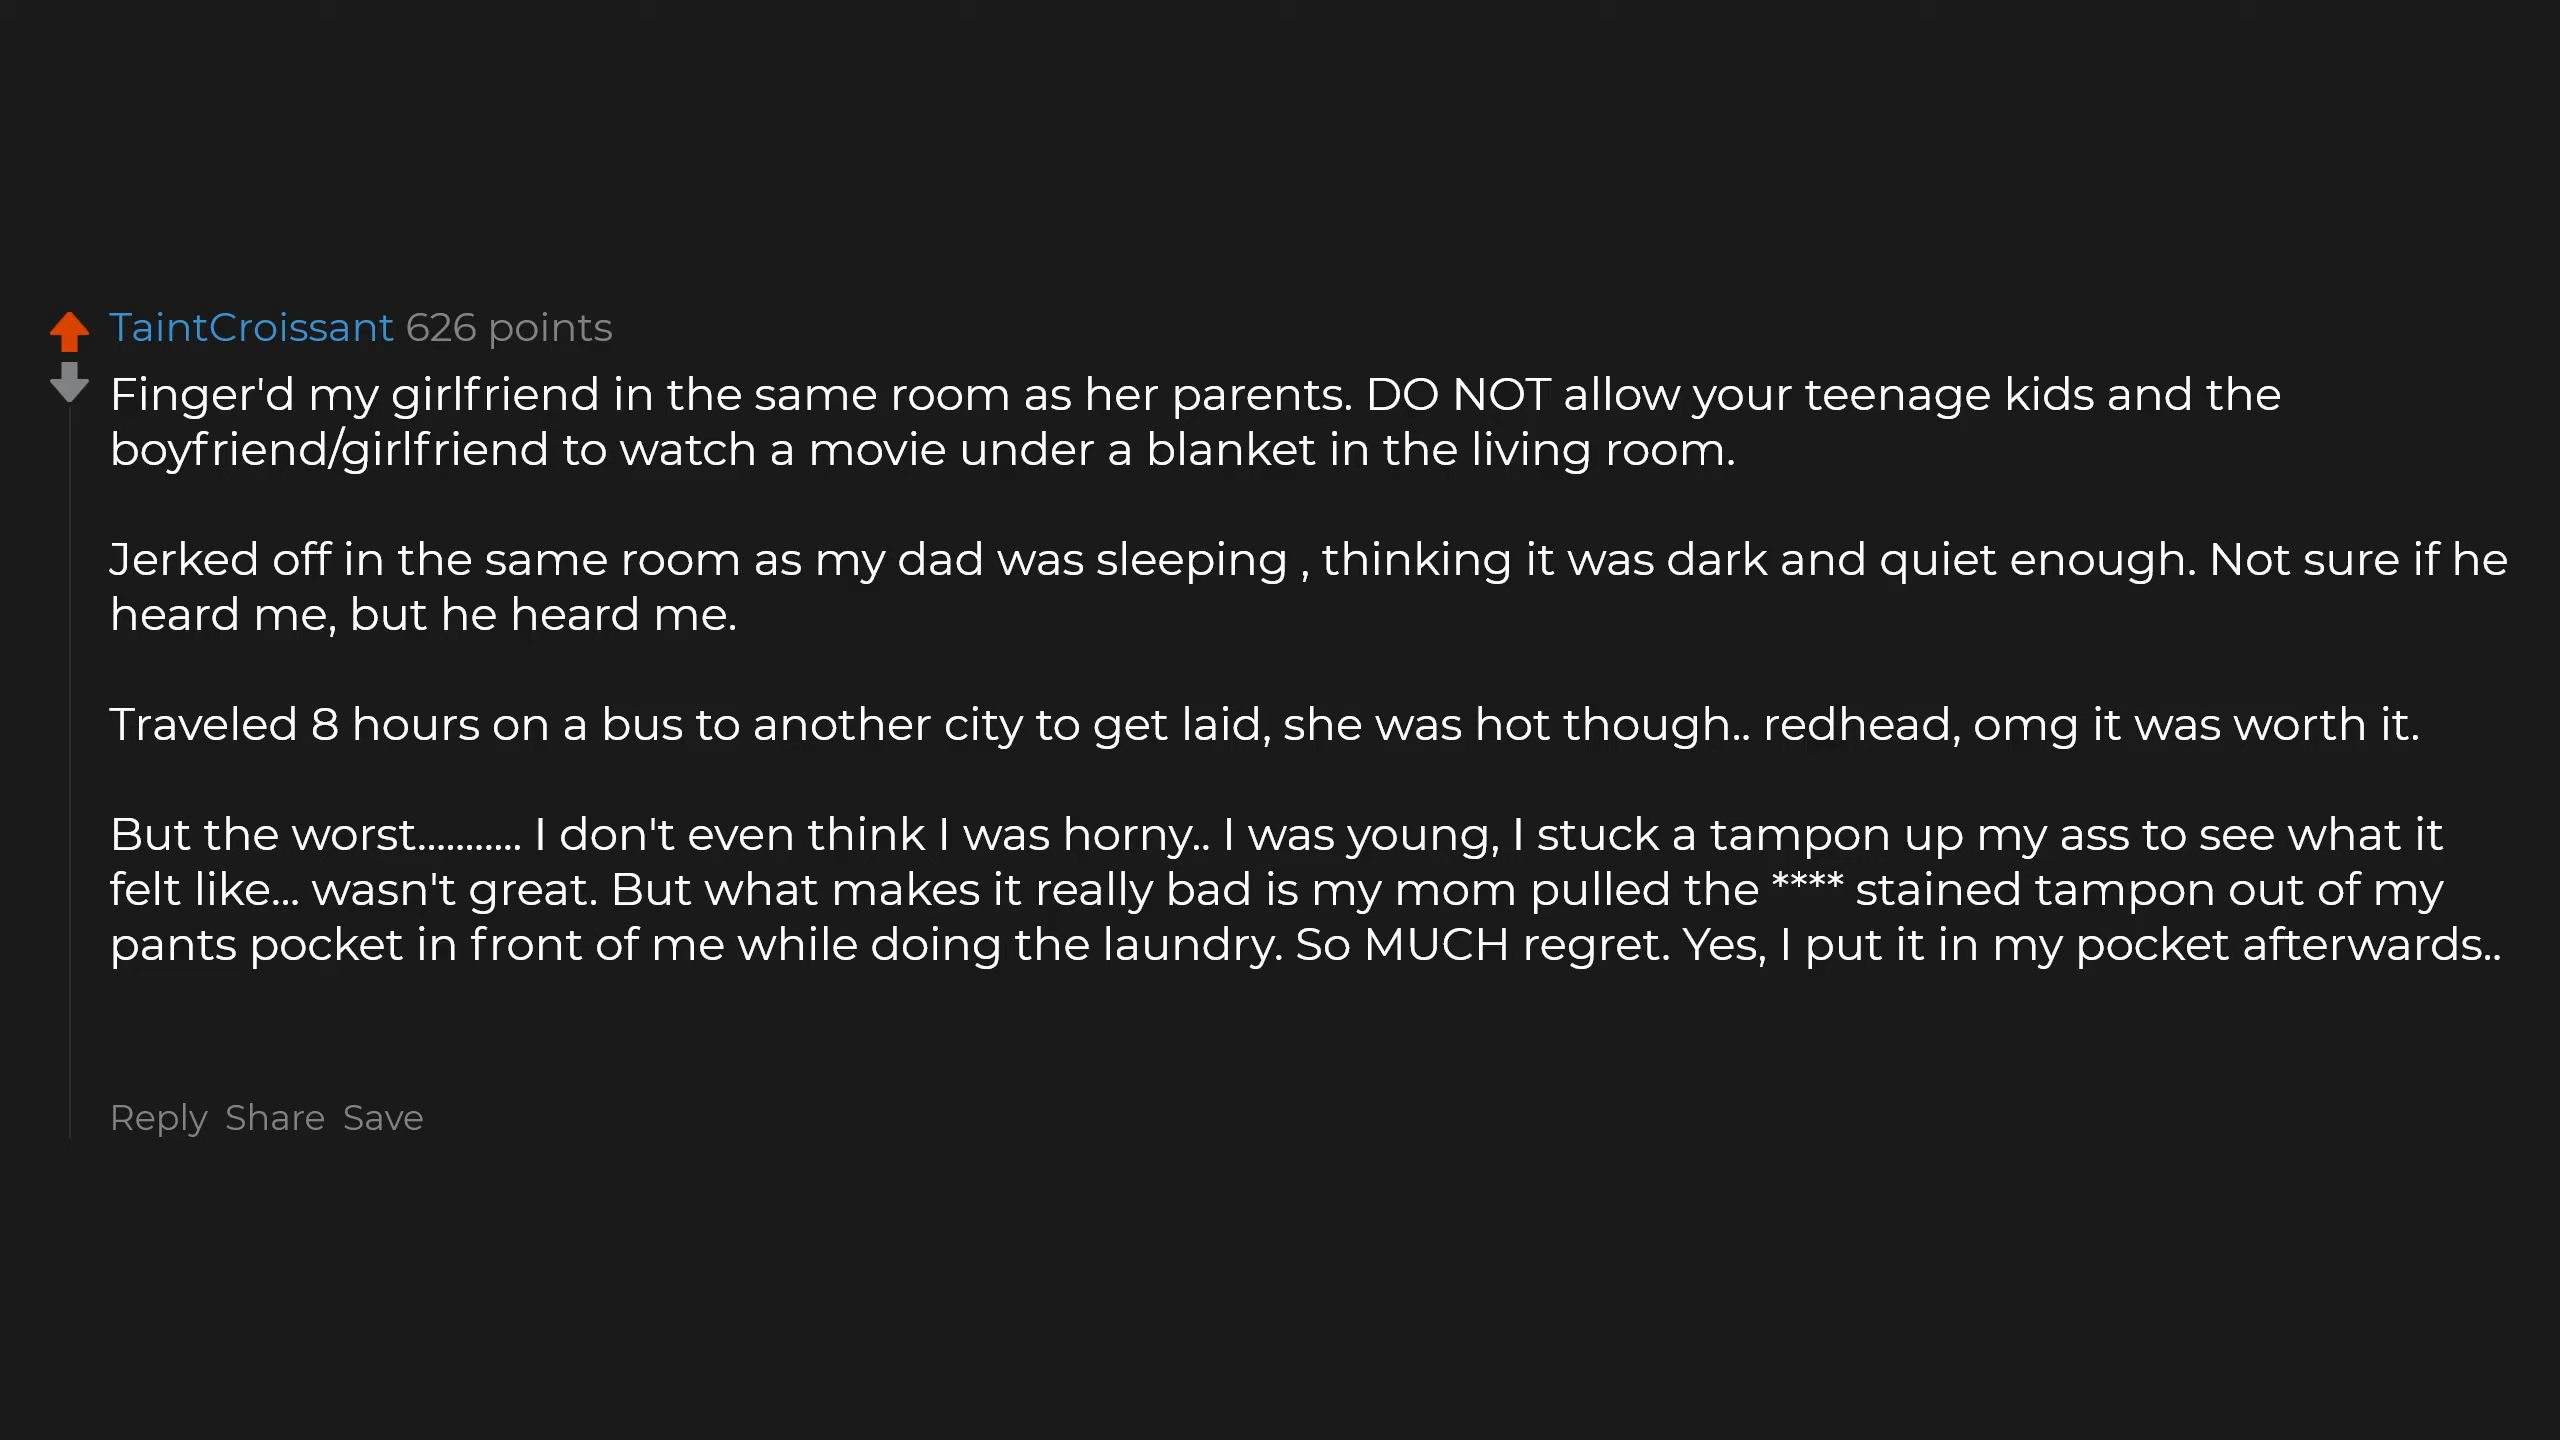 TaintCroissant 626 points
Finger'd my girlfriend in the same room as her parents. DO NOT allow your teenage kids and the
boyfriend/girlfriend to watch a movie under a blanket in the living room.
Jerked off in the same room as my dad was sleeping , thinking it was dark and quiet enough. Not sure if he
heard me, but he heard me.
Traveled 8 hours on a bus to another city to get laid, she was hot though.. redhead, omg it was worth it.
But the worst........... I don't even think I was horny.. I was young, I stuck a tampon up my ass to see what it
felt like... wasn't great. But what makes it really bad is my mom pulled the **** stained tampon out of my
pants pocket in front of me while doing the laundry. So MUCH regret. Yes, I put it in my pocket afterwards..
Reply Share Save